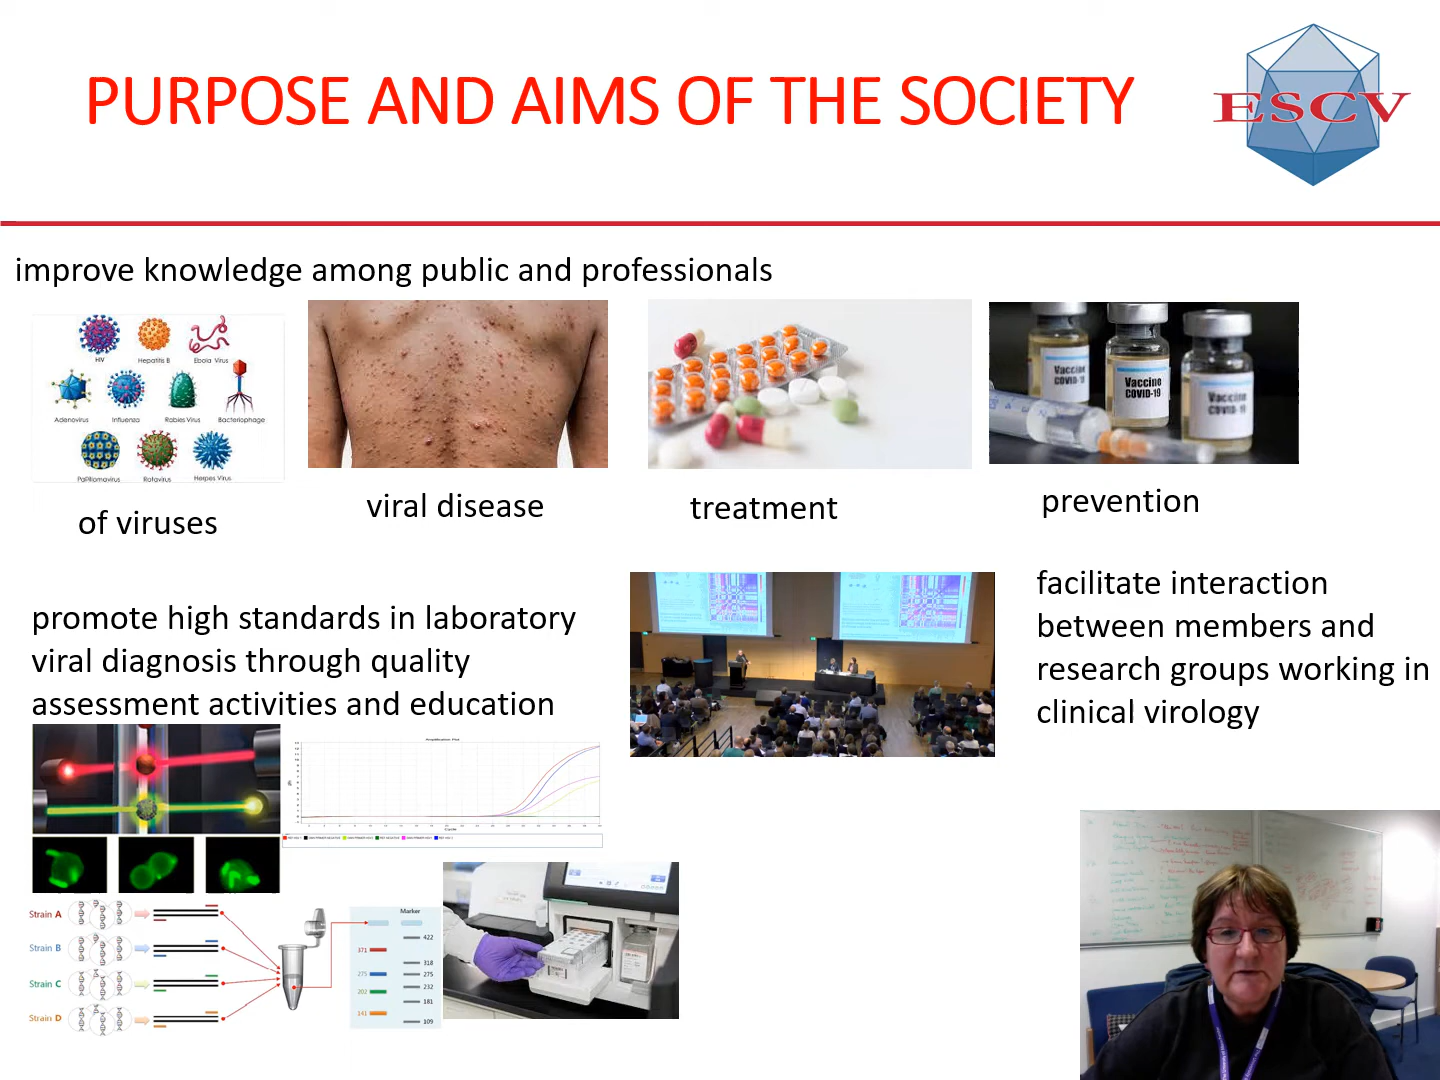 PURPOSE AND AIMS OF THE SOCIETY
ESCV
improve knowledge among public and professionals
HIV
Hepatitis B
Ebola Virus
Adenovirus
Influenza
Rabies Virus
Bacteriophage
Papillomavirus
Rotavirus
Herpes Virus
Vaccine
COVID-19
Vaccine
COVID-19
Vaccine
COVID-19
of viruses
viral disease
treatment
prevention
promote high standards in laboratory
viral diagnosis through quality
assessment activities and education
facilitate interaction
between members and
research groups working in
clinical virology
Amplification Plot
Cycle
Strain A
Strain B
Strain C
Strain D
Marker
371
275
202
141
422
318
275
232
181
109